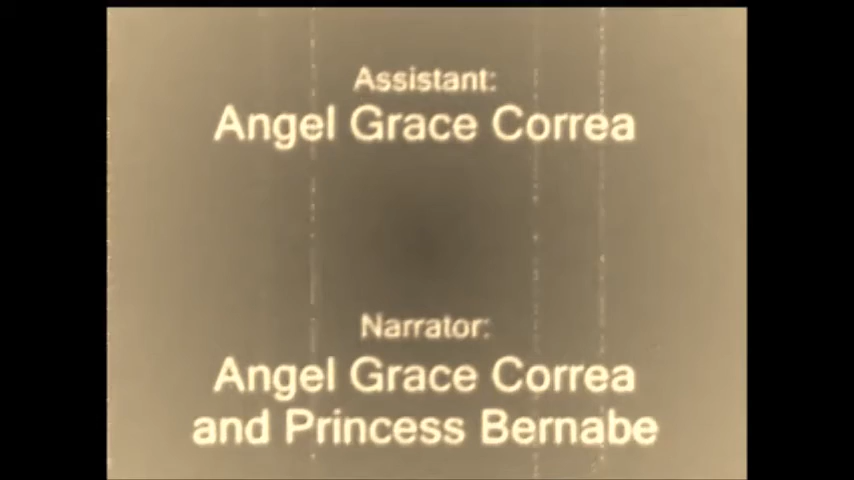 Assistant:
Angel Grace Correa
Narrator:
Angel Grace Correa
and Princess Bernabe